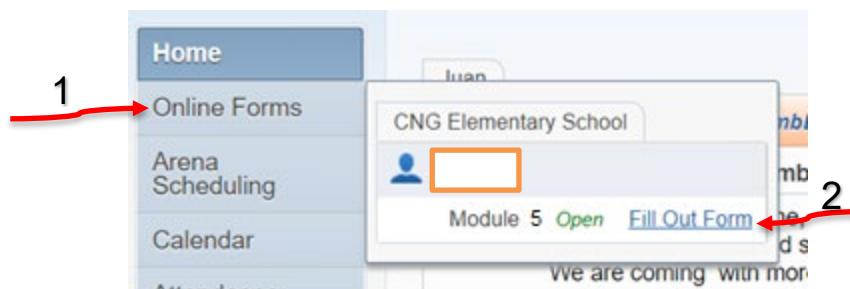 Home
1
Online Forms
Arena
Scheduling
Calendar
Juan
CNG Elementary School
Module 5 Open Fill Out Form
2
We are coming with more